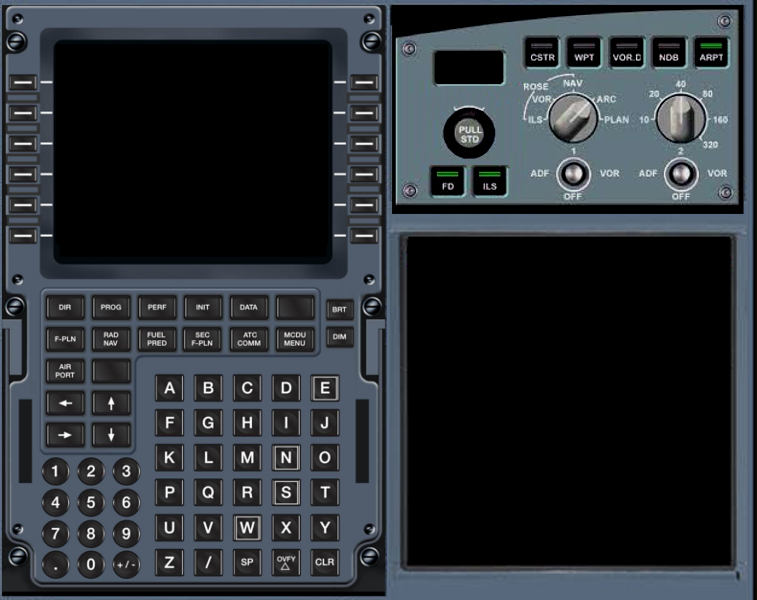 CSTR WPT VOR.D NDB ARPT
ROSE NAV
VOR ARC
ILS PLAN
40
20 80
10 160
320
PULL
STD
1 2
ADF VOR ADF VOR
OFF OFF
FD ILS
DIR PROG PERF INIT DATA BRT
F-PLN RAD
NAV FUEL
PRED SEC
F-PLN ATC
COMM MCDU
MENU DIM
AIR
PORT
A B C D E
F G H I J
K L M N O
P Q R S T
U V W X Y
Z / SP OVFY CLR
1 2 3
4 5 6
7 8 9
. 0 +/-